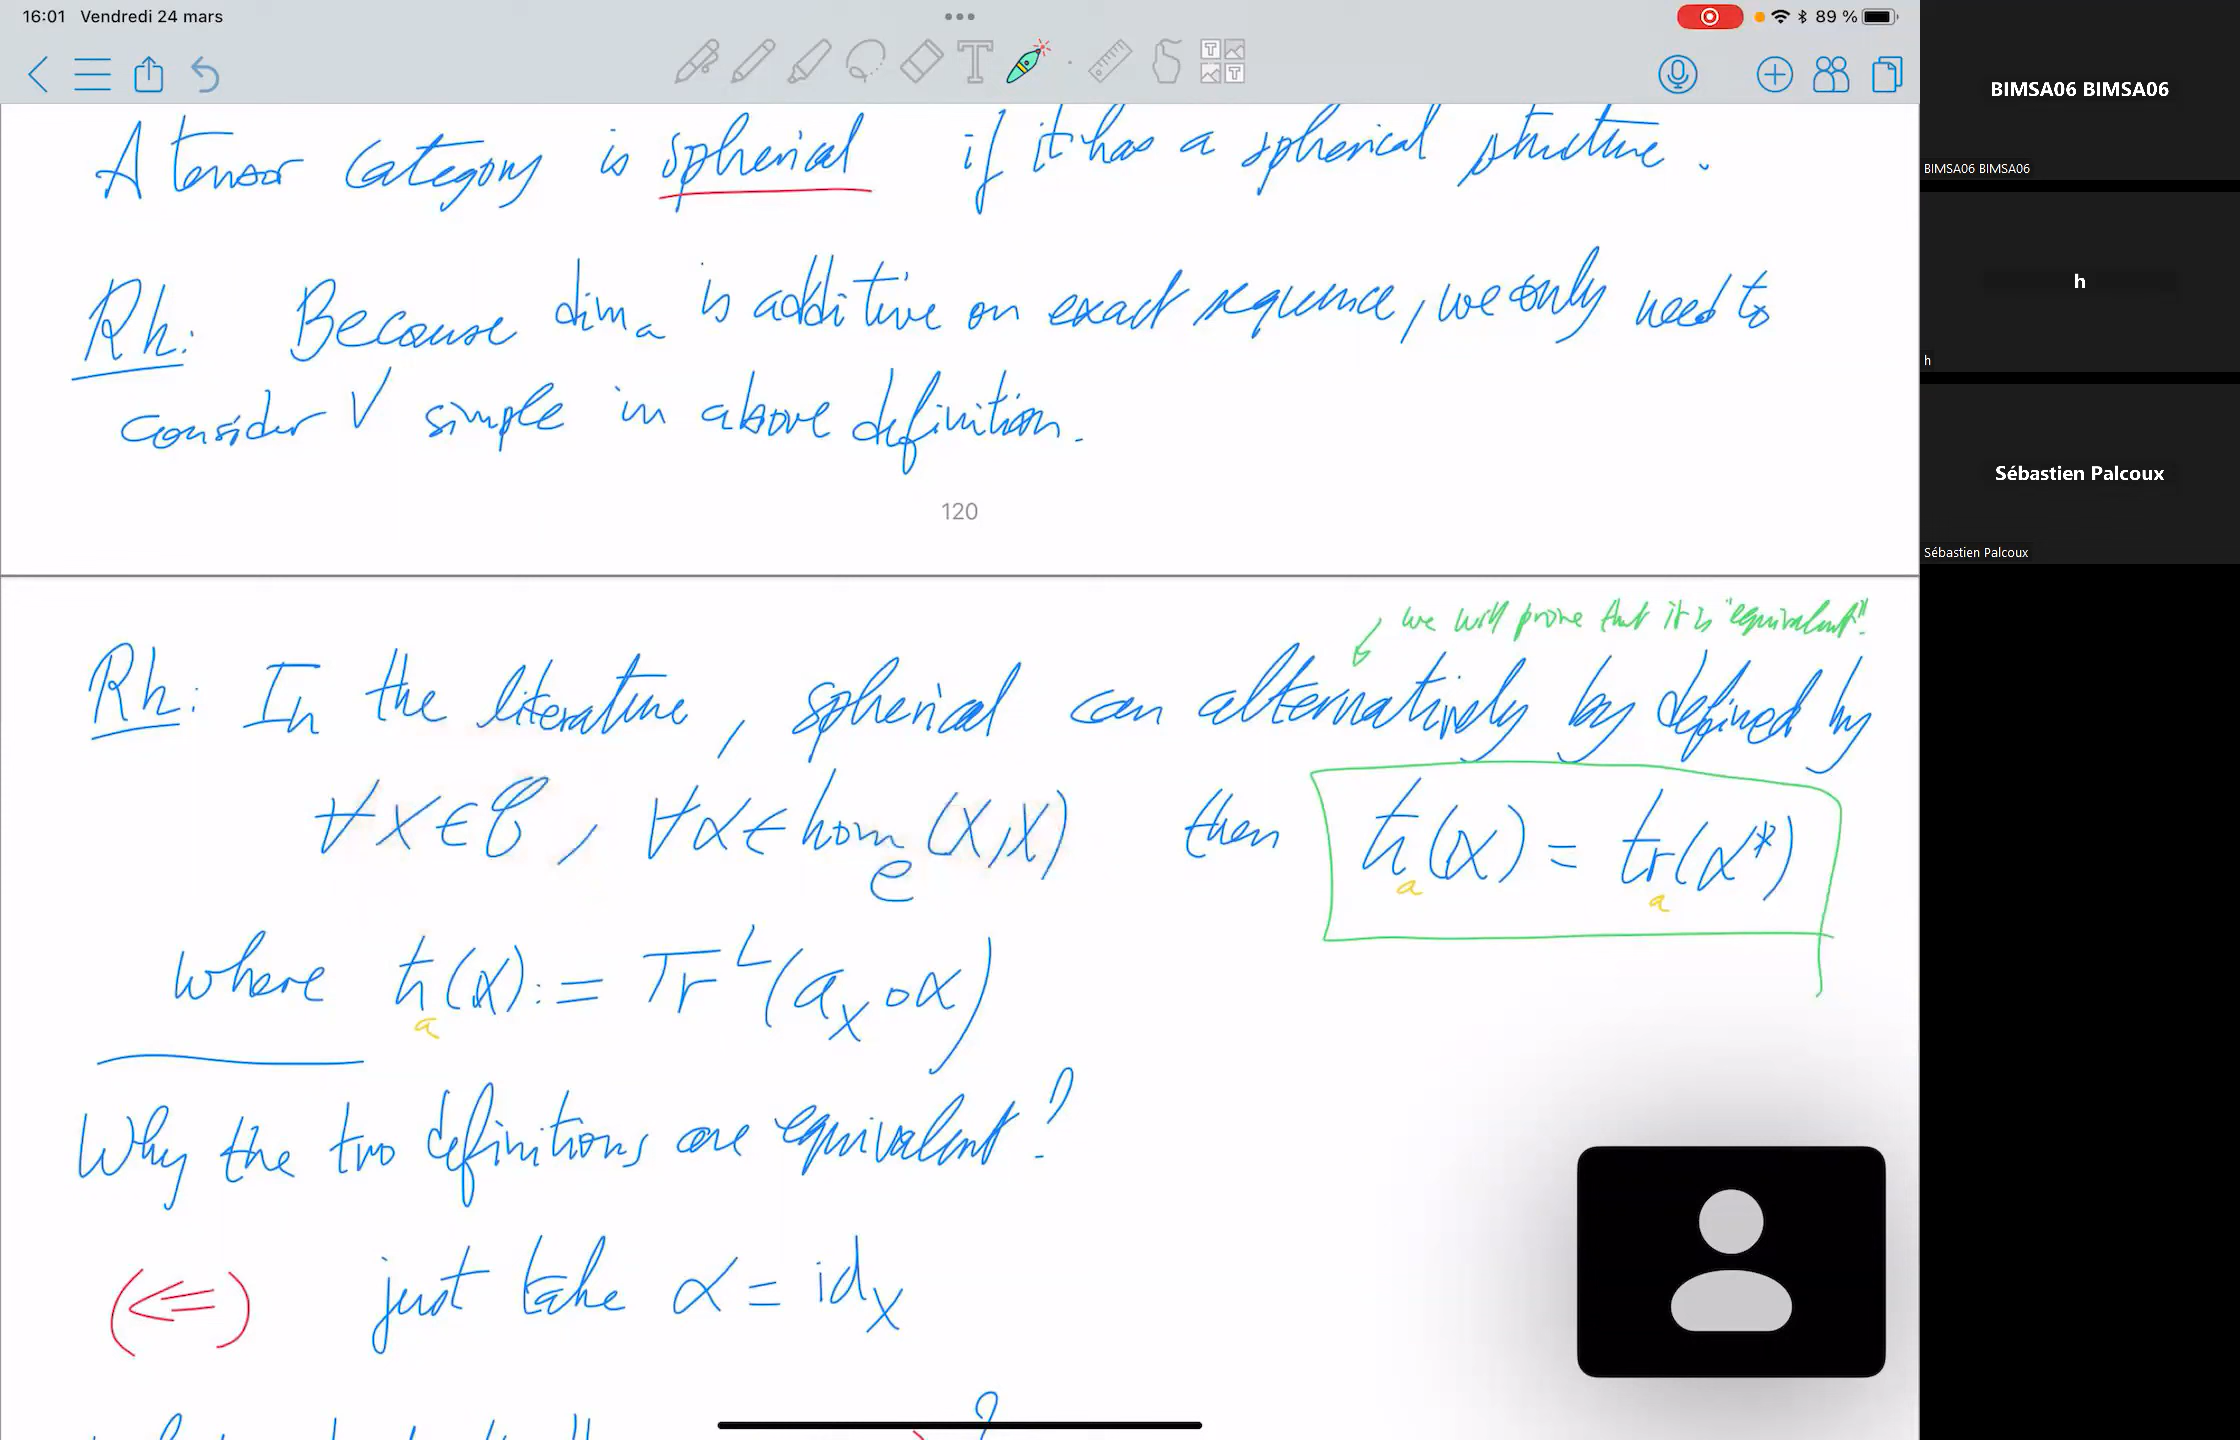 16:01 Vendredi 24 mars
89 %
A tensor category is spherical if it has a spherical structure.
Rk: Because dim_a is additive on exact sequence, we only need to
consider V simple in above definition.
120
we will prove that it is "equivalent".
Rk: In the literature, spherical can alternatively by defined by
∀X∈𝒞, ∀α∈hom_𝒞(X,X) then tr_a(α) = tr_a(α*)
where tr_a(α) := Tr^L(a_X∘α)
Why the two definitions are equivalent?
(⇐) just take α = id_X
BIMSA06 BIMSA06
BIMSA06 BIMSA06
h
h
Sébastien Palcoux
Sébastien Palcoux